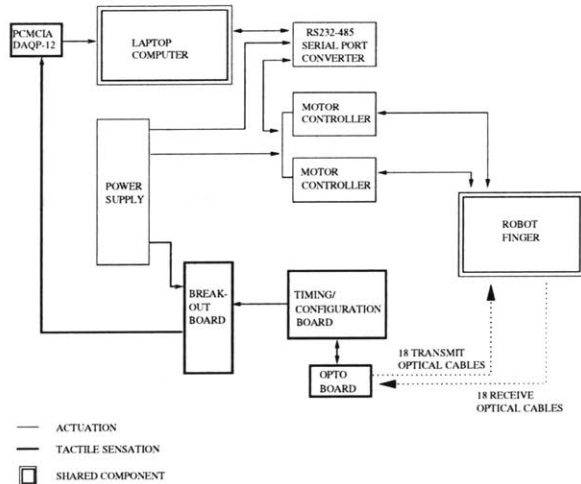 PCMCIA
DAQP-12
LAPTOP
COMPUTER
RS232-485
SERIAL PORT
CONVERTER
MOTOR
CONTROLLER
MOTOR
CONTROLLER
POWER
SUPPLY
ROBOT
FINGER
BREAK-
OUT
BOARD
TIMING/
CONFIGURATION
BOARD
OPTO
BOARD
18 TRANSMIT
OPTICAL CABLES
18 RECEIVE
OPTICAL CABLES
ACTUATION
TACTILE SENSATION
SHARED COMPONENT